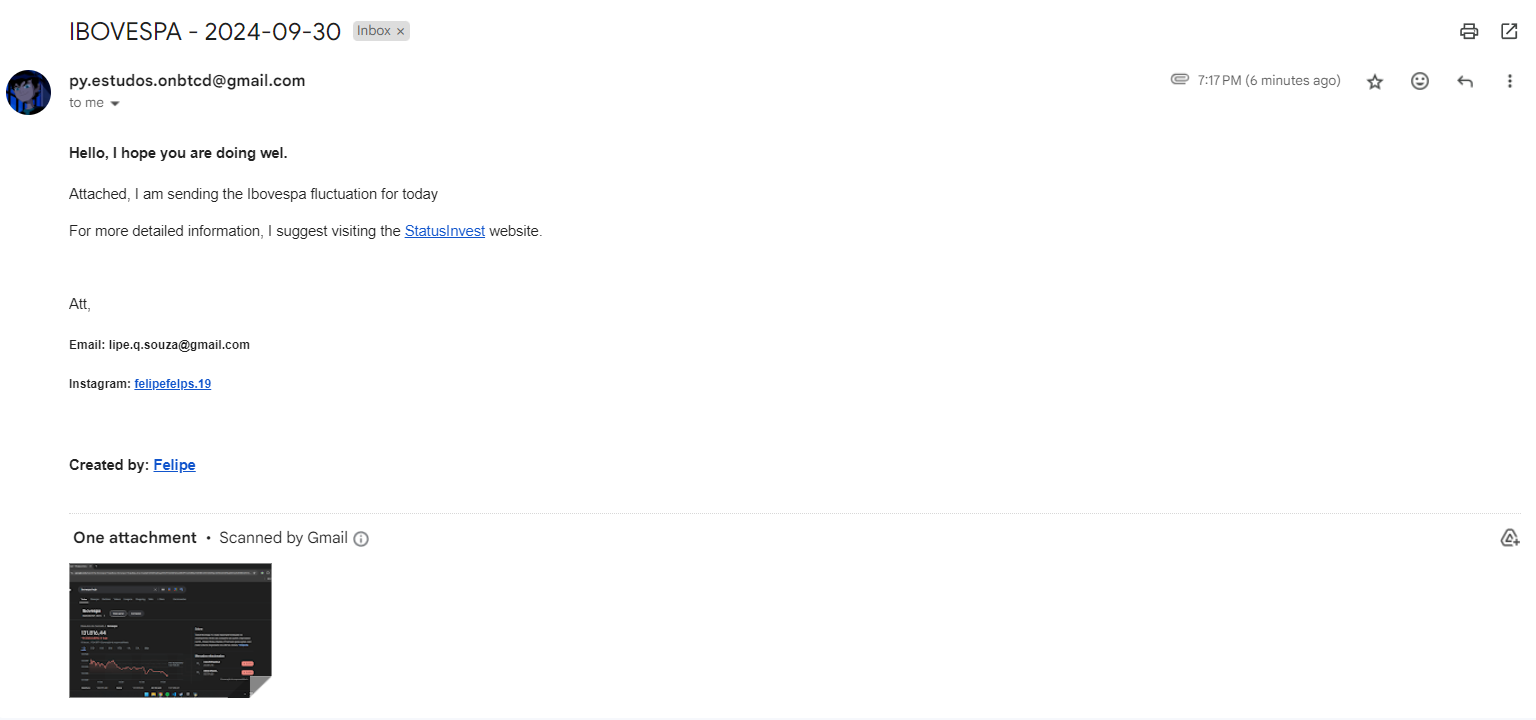 IBOVESPA - 2024-09-30 Inbox ×
py.estudos.onbtcd@gmail.com 7:17 PM (6 minutes ago)
to me
Hello, I hope you are doing wel.
Attached, I am sending the Ibovespa fluctuation for today
For more detailed information, I suggest visiting the StatusInvest website.
Att,
Email: lipe.q.souza@gmail.com
Instagram: felipefelps.19
Created by: Felipe
One attachment • Scanned by Gmail
Ibovespa
131.816,44